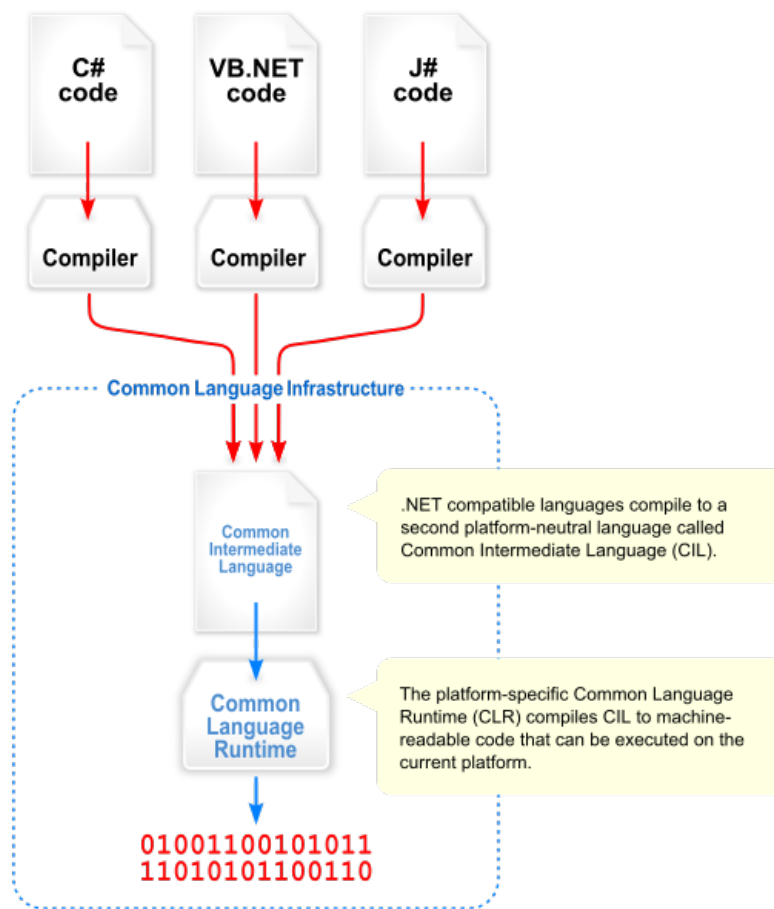 C#
code
VB.NET
code
J#
code
Compiler
Compiler
Compiler
Common Language Infrastructure
Common
Intermediate
Language
.NET compatible languages compile to a
second platform-neutral language called
Common Intermediate Language (CIL).
Common
Language
Runtime
The platform-specific Common Language
Runtime (CLR) compiles CIL to machine-
readable code that can be executed on the
current platform.
01001100101011
11010101100110